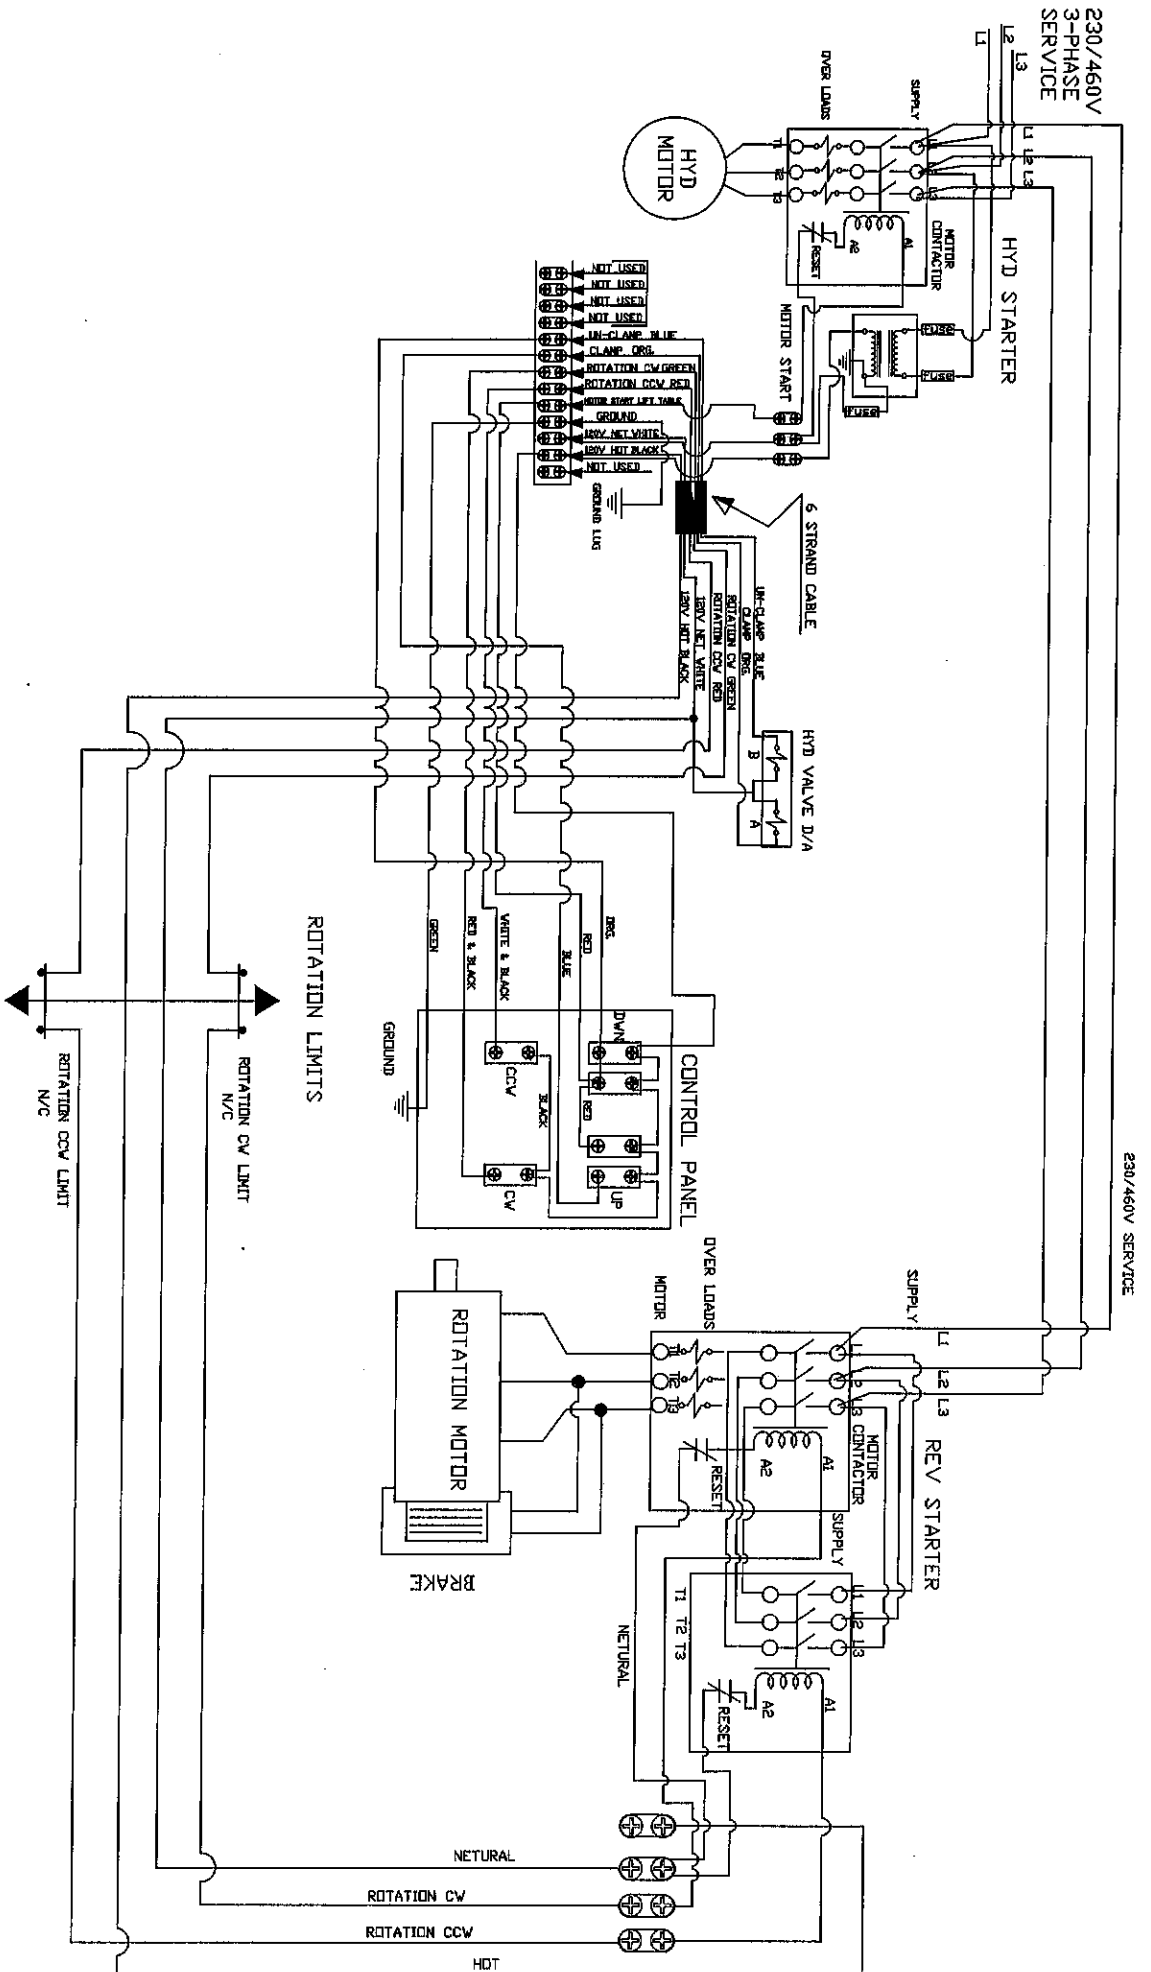 230/460V
3-PHASE
SERVICE
L1
L2
L3
SUPPLY
OVER LOADS
L1
L2
L3
L1
L2
L3
T1
T2
T3
HYD
MOTOR
A1
A2
RESET
MOTOR
CONTACTOR
HYD STARTER
fuse
fuse
fuse
MOTOR START
NOT USED
NOT USED
NOT USED
NOT USED
UN-CLAMP BLUE
CLAMP ORG.
ROTATION CW GREEN
ROTATION CCW RED
MOTOR START LIFT TABLE
GROUND
120V NET WHITE
120V HOT BLACK
NOT USED
GROUND LUG
6 STRAND CABLE
UN-CLAMP BLUE
CLAMP ORG.
ROTATION CW GREEN
ROTATION CCW RED
120V NET WHITE
120V HOT BLACK
HYD VALVE D/A
B
A
ORG.
RED
BLUE
WHITE & BLACK
RED & BLACK
GREEN
ROTATION LIMITS
ROTATION CW LIMIT
N/C
ROTATION CCW LIMIT
N/C
GROUND
CONTROL PANEL
DWN
UP
RED
CCW
BLACK
CW
230/460V SERVICE
SUPPLY
L1
L2
L3
OVER LOADS
MOTOR
T1
T2
T3
L1
L2
L3
A1
A2
RESET
MOTOR
CONTACTOR
REV STARTER
ROTATION MOTOR
BRAKE
SUPPLY
L1
L2
L3
T1 T2 T3
A1
A2
RESET
NETURAL
NETURAL
ROTATION CW
ROTATION CCW
HOT